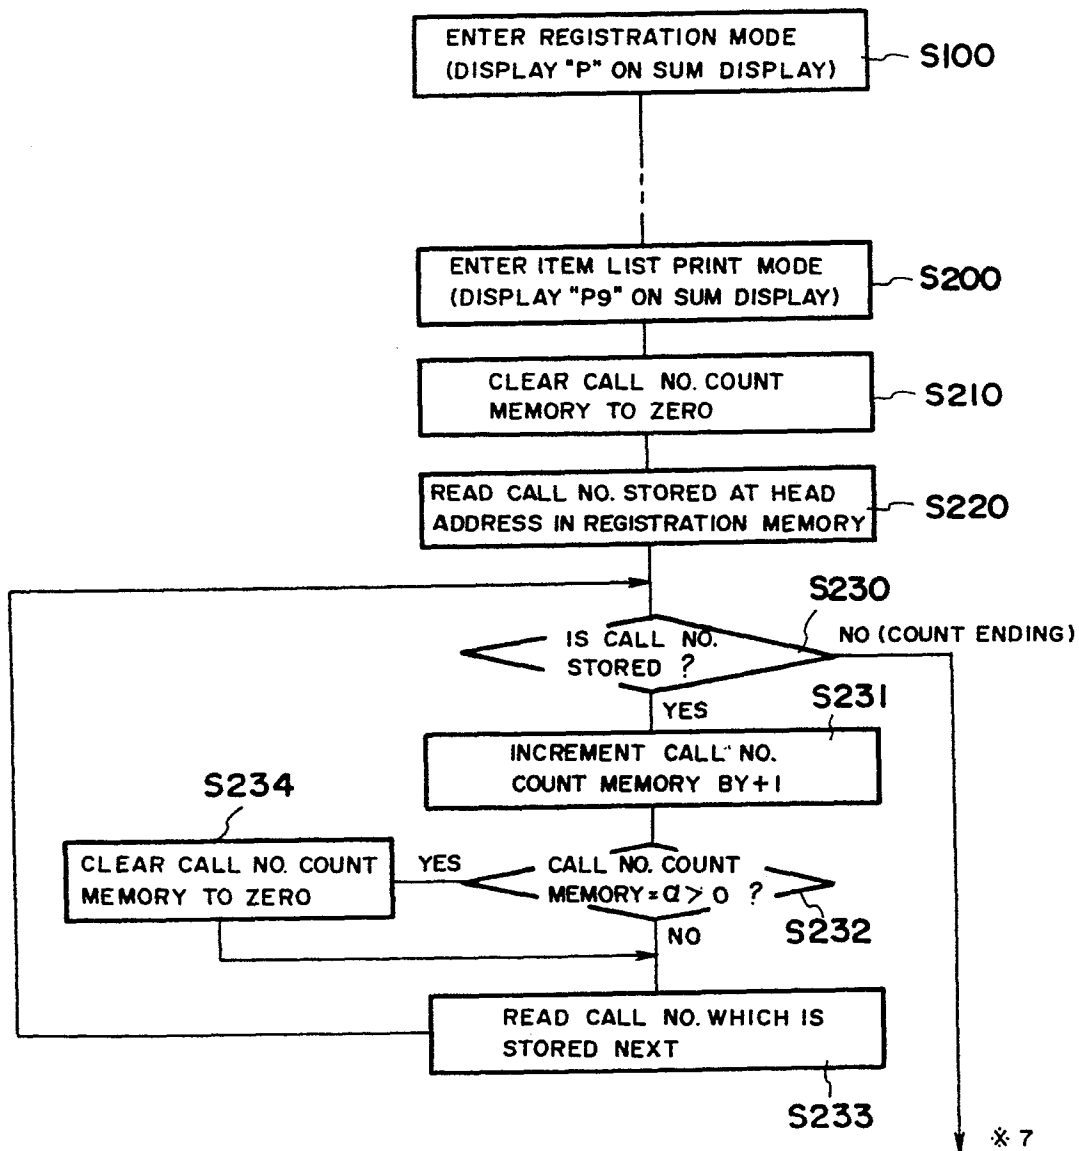 ENTER REGISTRATION MODE
(DISPLAY "P" ON SUM DISPLAY)
S100
ENTER ITEM LIST PRINT MODE
(DISPLAY "P9" ON SUM DISPLAY)
S200
CLEAR CALL NO. COUNT
MEMORY TO ZERO
S210
READ CALL NO. STORED AT HEAD
ADDRESS IN REGISTRATION MEMORY
S220
S230
IS CALL NO.
STORED ?
NO (COUNT ENDING)
YES
S231
INCREMENT CALL NO.
COUNT MEMORY BY+1
S234
CLEAR CALL NO. COUNT
MEMORY TO ZERO
YES
CALL NO. COUNT
MEMORY = α > 0 ?
S232
NO
READ CALL NO. WHICH IS
STORED NEXT
S233
※ 7